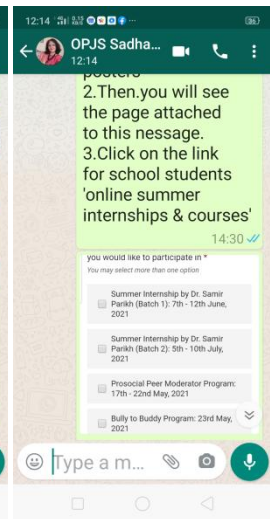 12:14
36
OPJS Sadha...
12:14
posters
2.Then.you will see
the page attached
to this nessage.
3.Click on the link
for school students
'online summer
internships & courses'
14:30
you would like to participate in *
You may select more than one option
Summer Internship by Dr. Samir
Parikh (Batch 1): 7th - 12th June,
2021
Summer Internship by Dr. Samir
Parikh (Batch 2): 5th - 10th July,
2021
Prosocial Peer Moderator Program:
17th - 22nd May, 2021
Bully to Buddy Program: 23rd May,
2021
Type a m...